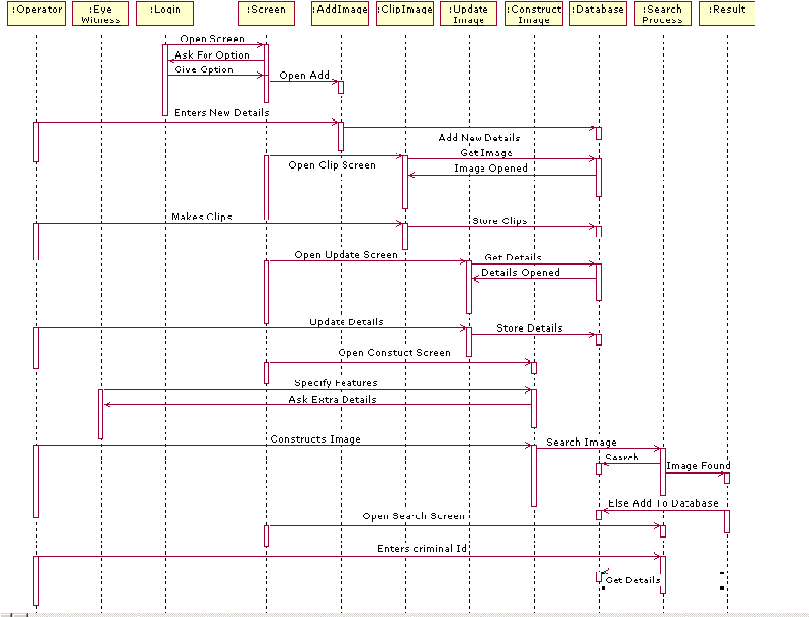 :Operator
:Eye
Witness
:Login
:Screen
:AddImage
:ClipImage
:Update
Image
:Construct
Image
:Database
:Search
Process
:Result
Open Screen
Ask For Option
Give Option
Open Add
Enters New Details
Add New Details
Get Image
Open Clip Screen
Image Opened
Makes Clips
Store Clips
Open Update Screen
Get Details
Details Opened
Update Details
Store Details
Open Constuct Screen
Specify Features
Ask Extra Details
Constructs Image
Search Image
Search
Image Found
Else Add To Database
Open Search Screen
Enters criminal Id
Get Details